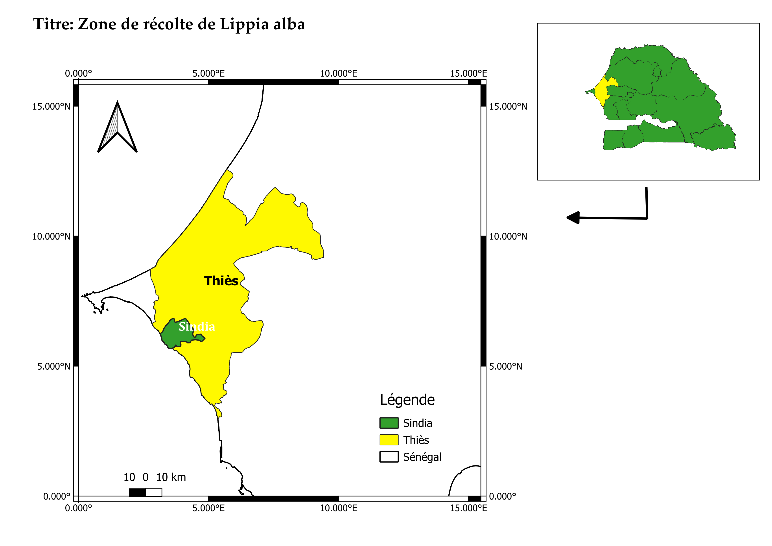 Titre: Zone de récolte de Lippia alba
0.000° 5.000°E 10.000°E 15.000°E
15.000°N 15.000°N
10.000°N 10.000°N
Thiès
Sindia
5.000°N 5.000°N
Légende
Sindia
Thiès
Sénégal
10 0 10 km
0.000° 0.000°
0.000° 5.000°E 10.000°E 15.000°E